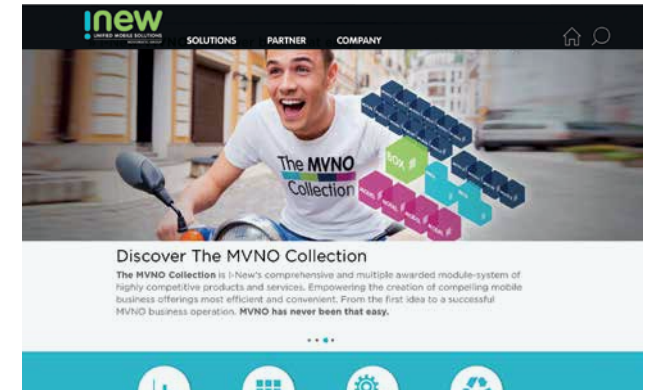 inew
UNIFIED MOBILE SOLUTIONS
SOLUTIONS PARTNER COMPANY
The MVNO
Collection
BOX
Discover The MVNO Collection
The MVNO Collection is I-New's comprehensive and multiple awarded module-system of
highly competitive products and services. Empowering the creation of compelling mobile
business offerings most efficient and convenient. From the first idea to a successful
MVNO business operation. MVNO has never been that easy.